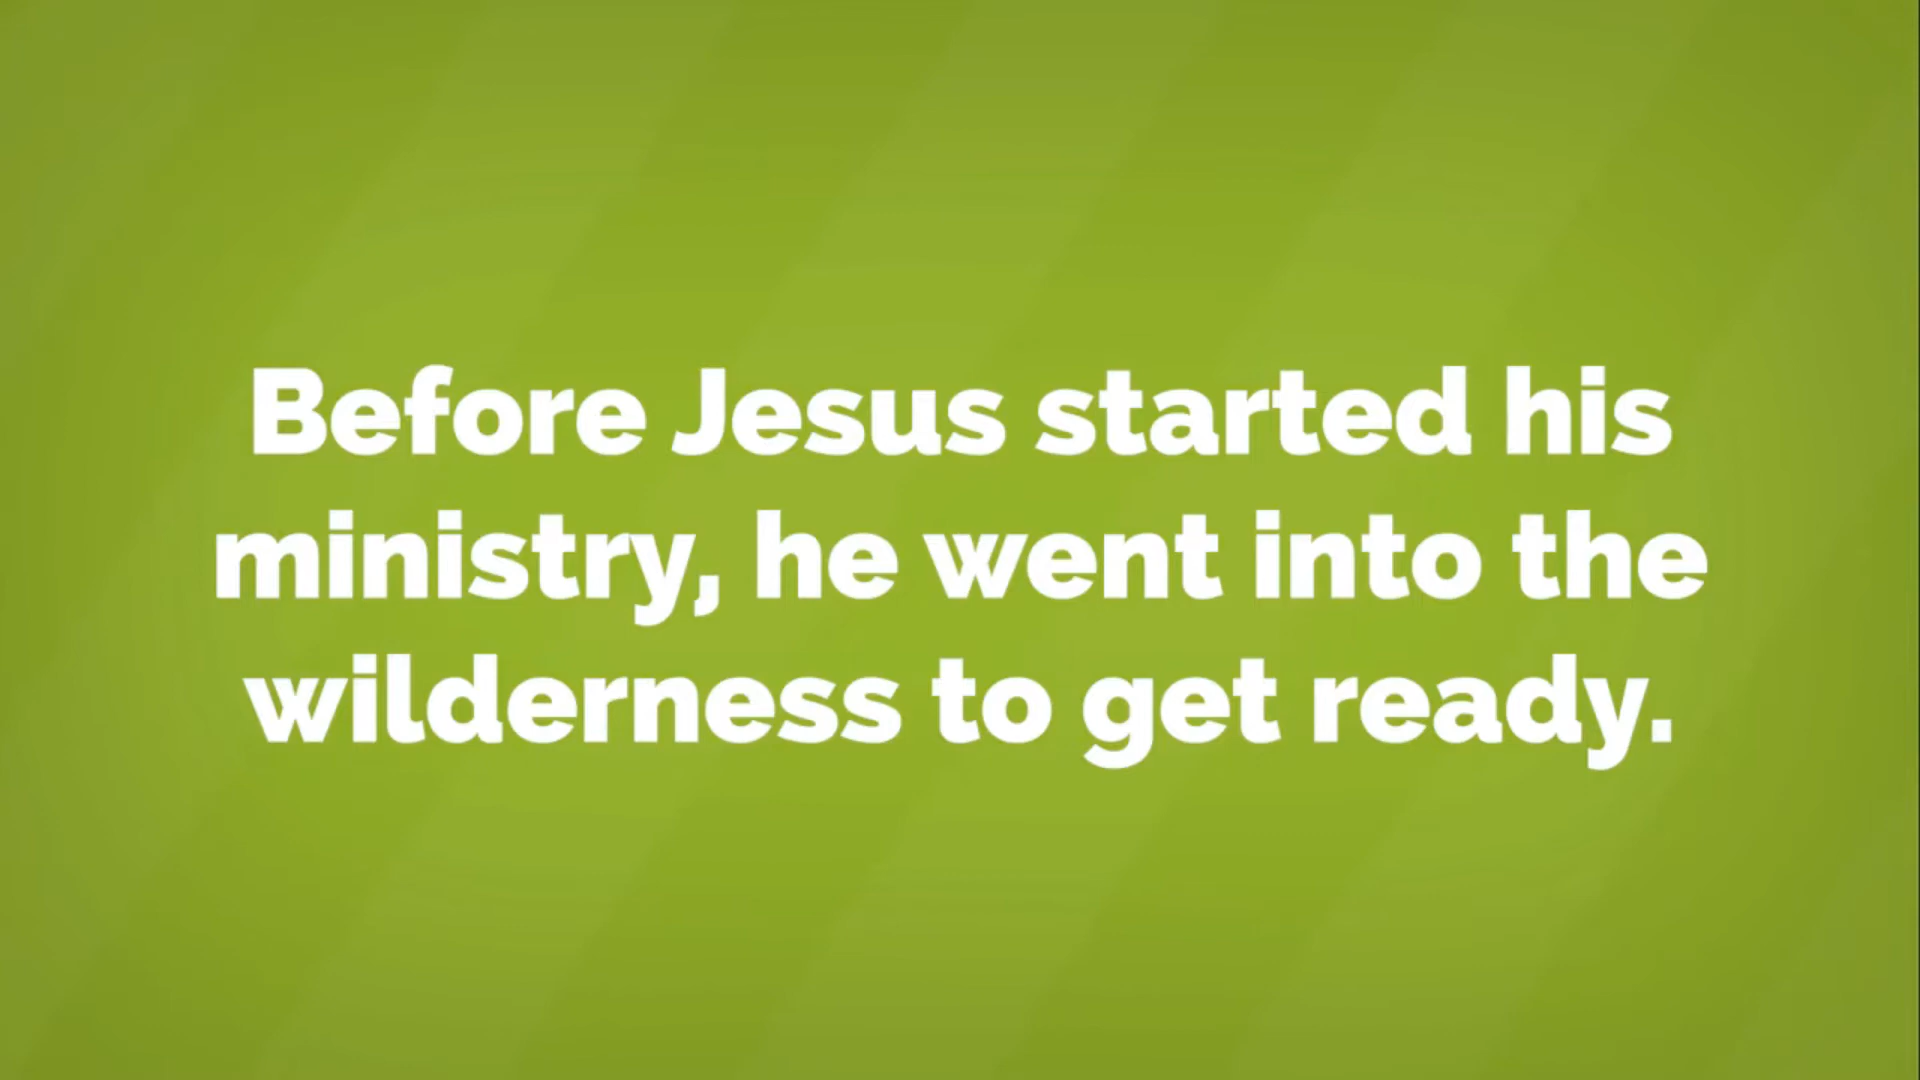 Before Jesus started his
ministry, he went into the
wilderness to get ready.